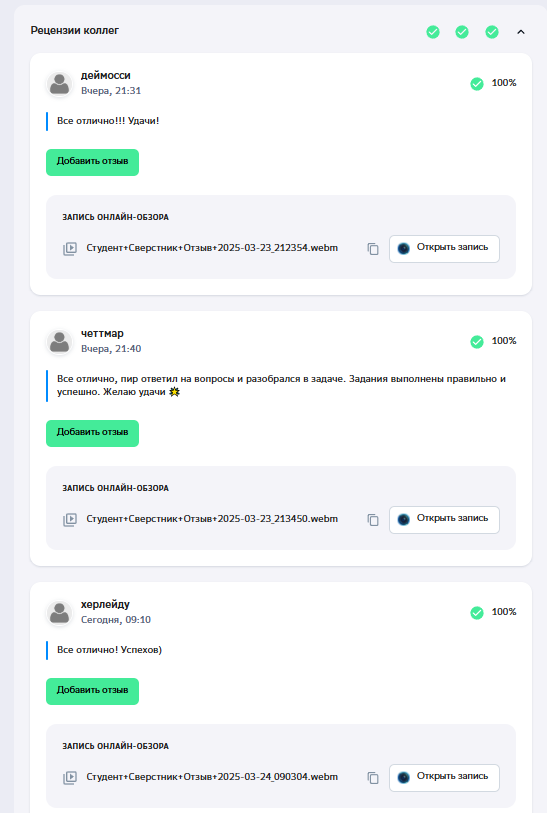 Рецензии коллег
деймосси
Вчера, 21:31
100%
Все отлично!!! Удачи!
Добавить отзыв
ЗАПИСЬ ОНЛАЙН-ОБЗОРА
Студент+Сверстник+Отзыв+2025-03-23_212354.webm
Открыть запись
четтмар
Вчера, 21:40
100%
Все отлично, пир ответил на вопросы и разобрался в задаче. Задания выполнены правильно и
успешно. Желаю удачи 💥
Добавить отзыв
ЗАПИСЬ ОНЛАЙН-ОБЗОРА
Студент+Сверстник+Отзыв+2025-03-23_213450.webm
Открыть запись
херлейду
Сегодня, 09:10
100%
Все отлично! Успехов)
Добавить отзыв
ЗАПИСЬ ОНЛАЙН-ОБЗОРА
Студент+Сверстник+Отзыв+2025-03-24_090304.webm
Открыть запись